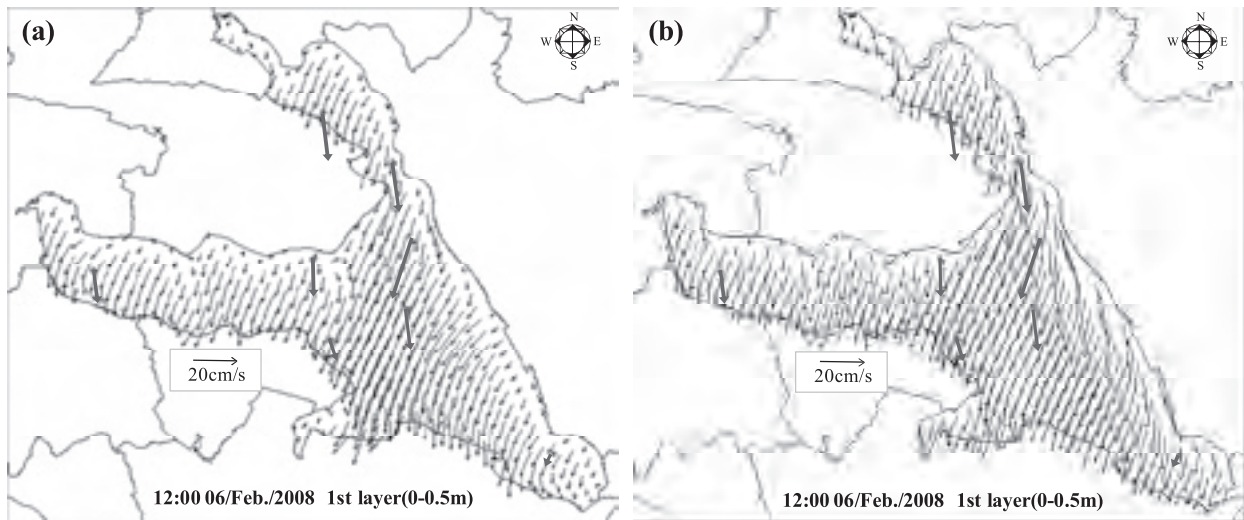 (a)
N
W E
S
20cm/s
12:00 06/Feb./2008 1st layer(0-0.5m)
(b)
N
W E
S
20cm/s
12:00 06/Feb./2008 1st layer(0-0.5m)